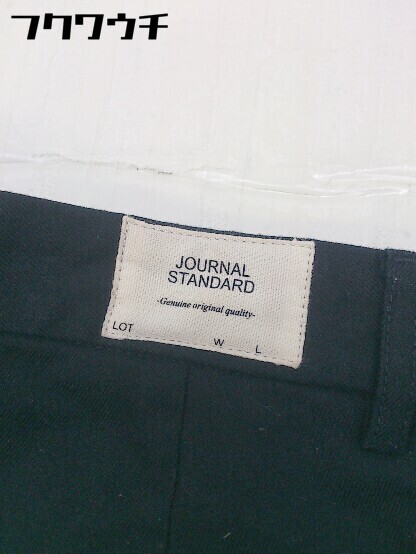 フクワウチ
JOURNAL
STANDARD
-Genuine original quality-
LOT
W L